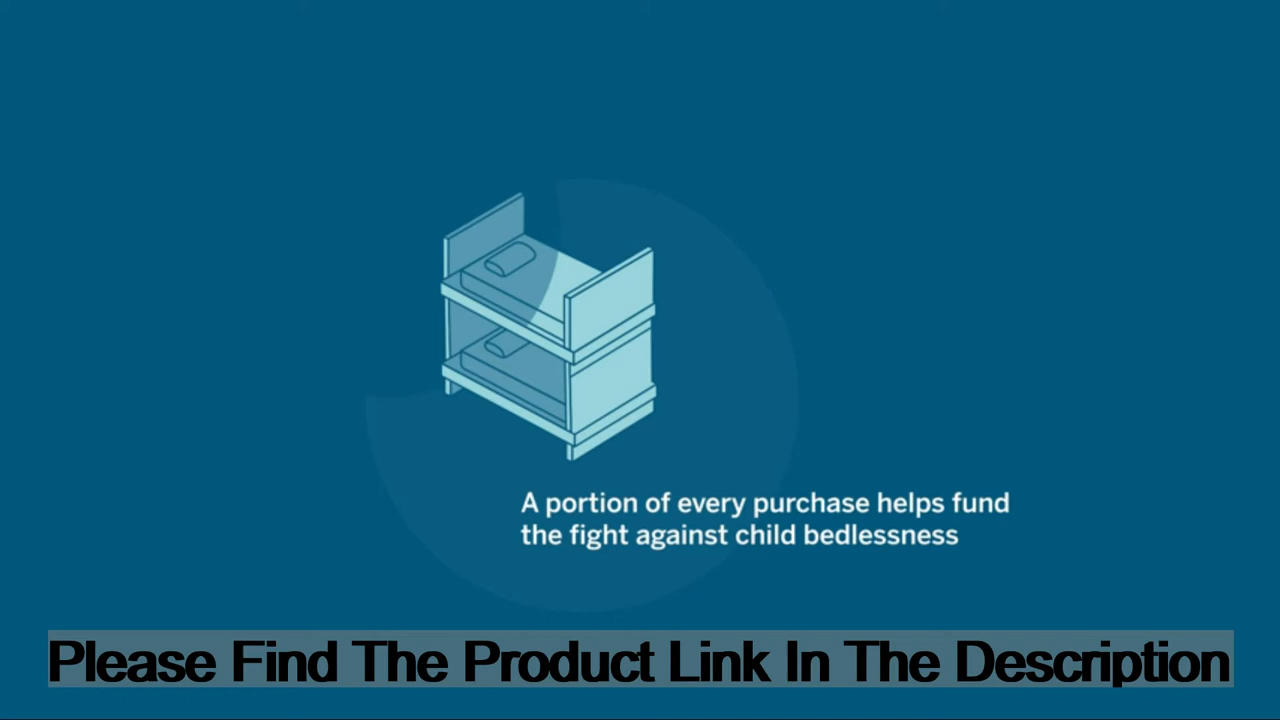 A portion of every purchase helps fund
the fight against child bedlessness
Please Find The Product Link In The Description